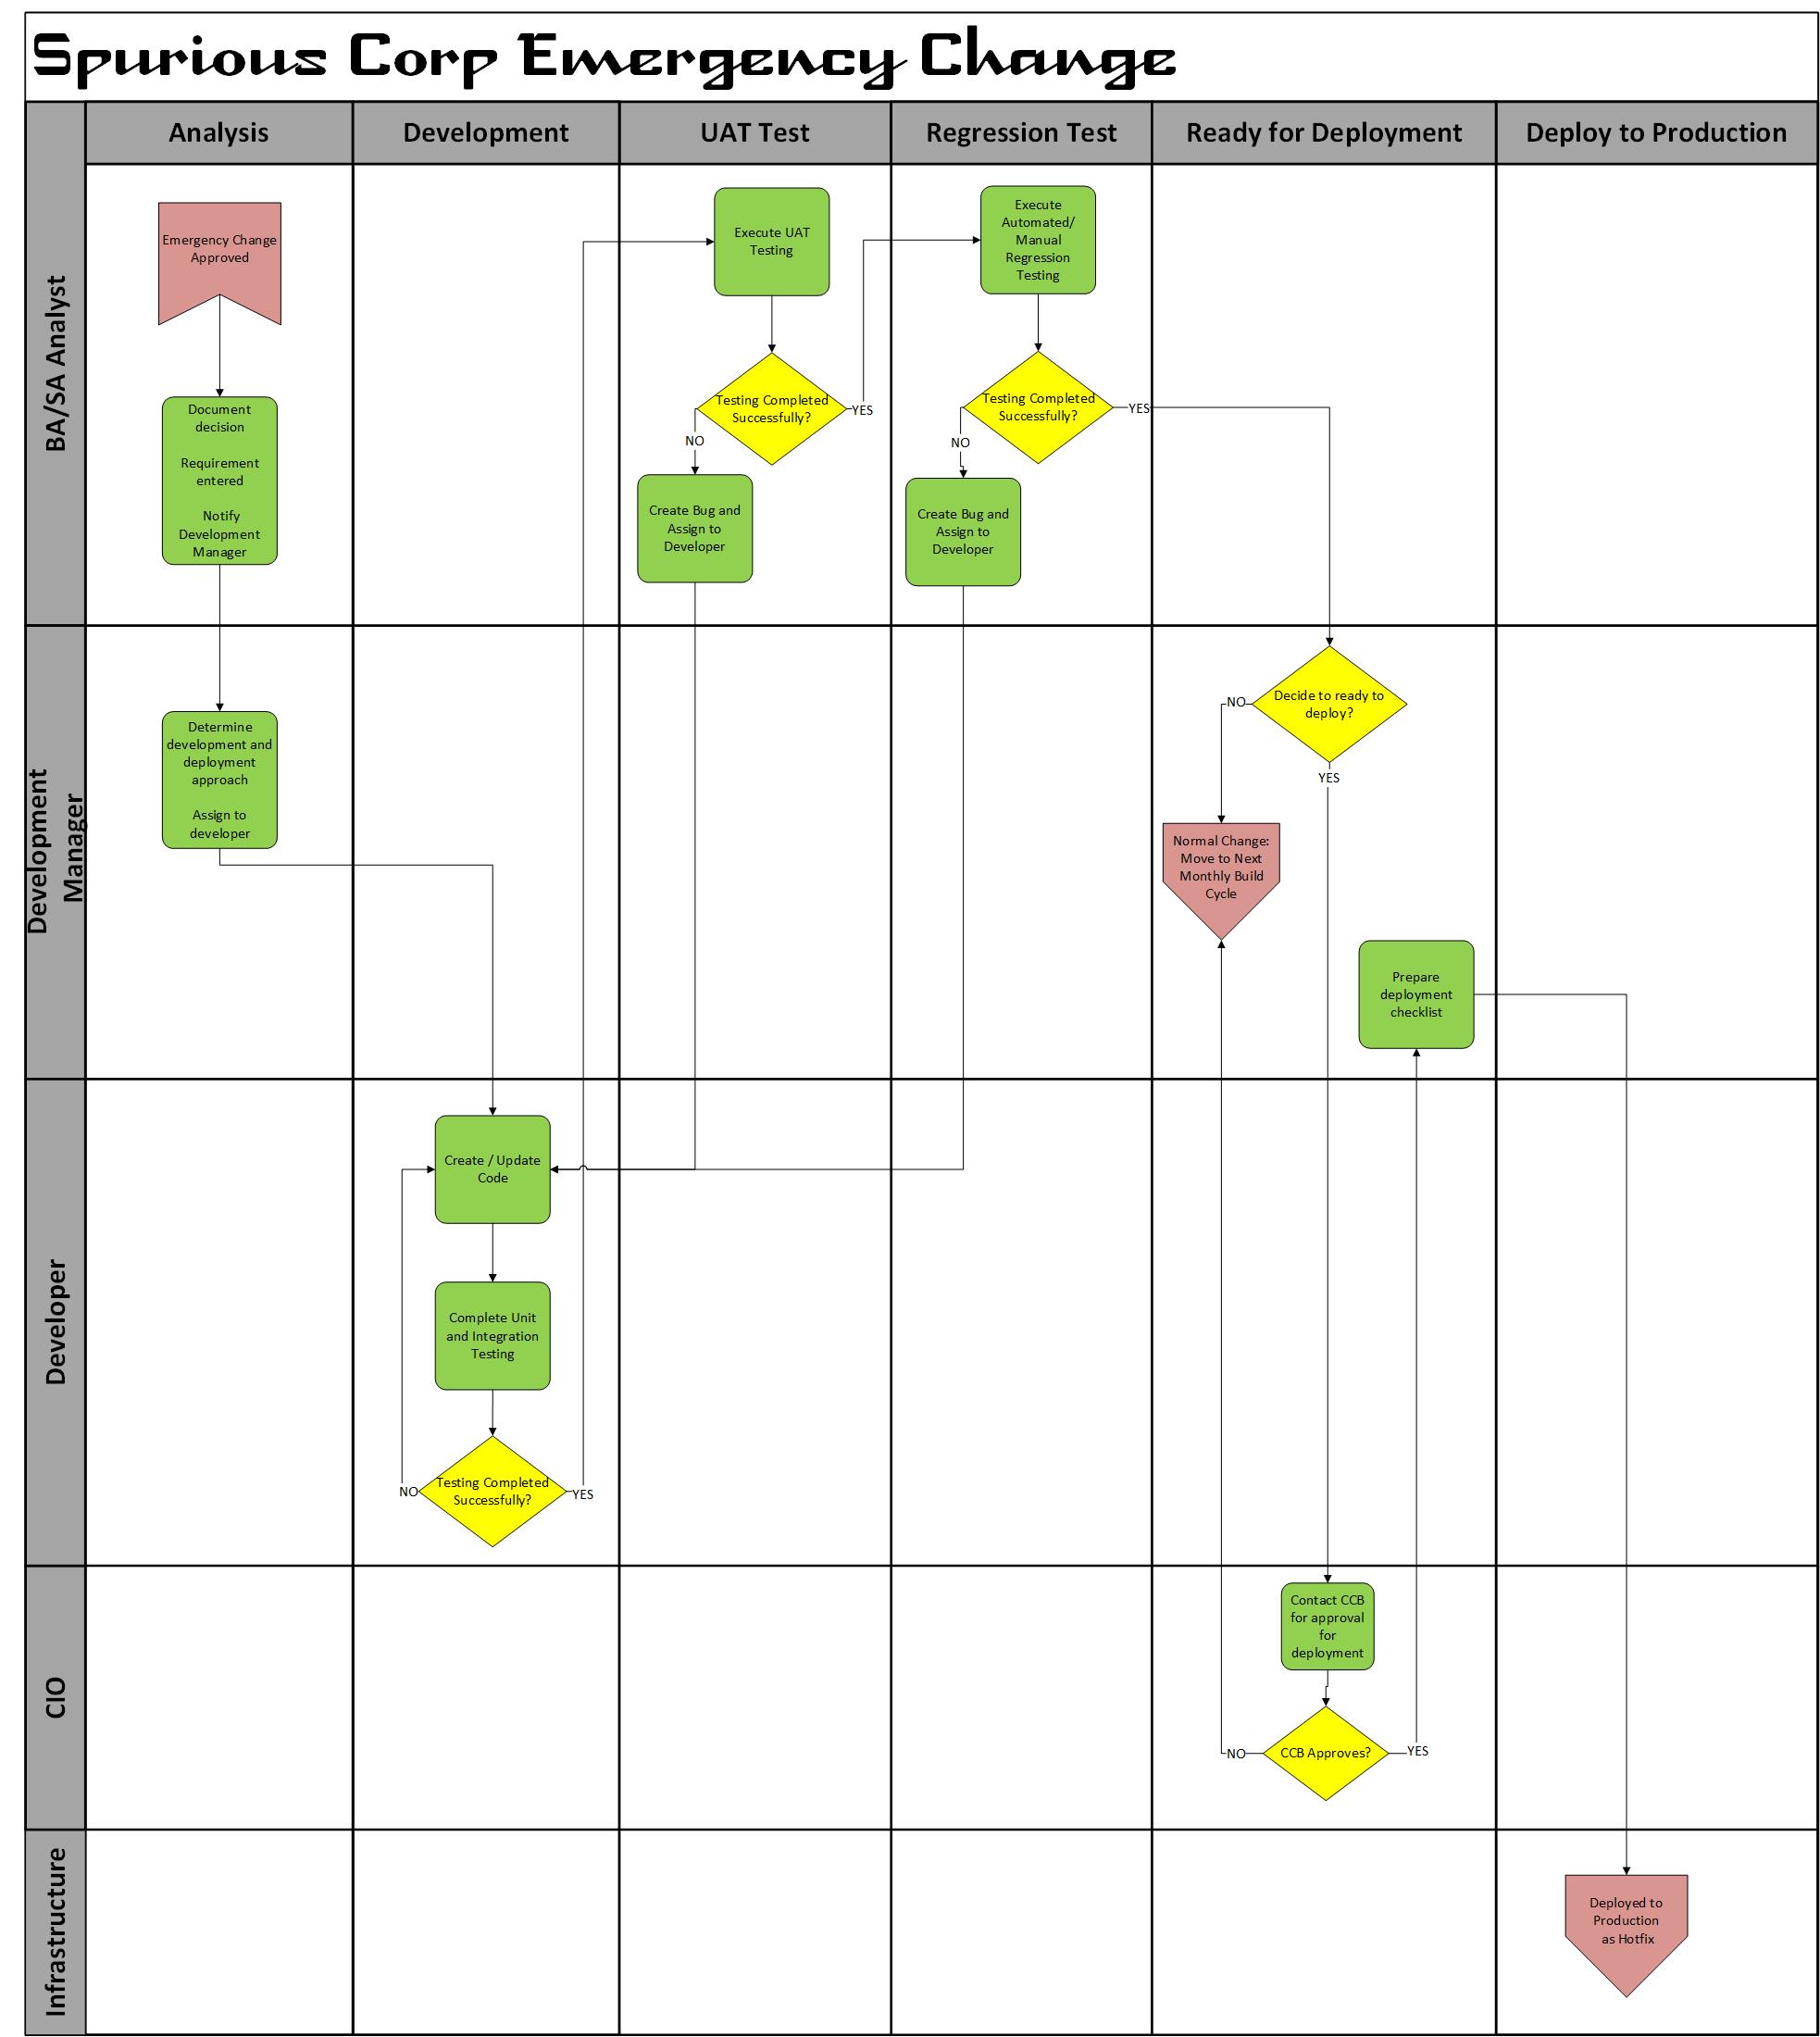 Spurious Corp Emergency Change
Analysis
Development
UAT Test
Regression Test
Ready for Deployment
Deploy to Production
BA/SA Analyst
Emergency Change
Approved
Document
decision
Requirement
entered
Notify
Development
Manager
Execute UAT
Testing
Testing Completed
Successfully?
YES
NO
Create Bug and
Assign to
Developer
Execute
Automated/
Manual
Regression
Testing
Testing Completed
Successfully?
YES
NO
Create Bug and
Assign to
Developer
Development
Manager
Determine
development and
deployment
approach
Assign to
developer
Decide to ready to
deploy?
NO
YES
Normal Change:
Move to Next
Monthly Build
Cycle
Prepare
deployment
checklist
Developer
Create / Update
Code
Complete Unit
and Integration
Testing
Testing Completed
Successfully?
NO
YES
CIO
Contact CCB
for approval
for
deployment
CCB Approves?
NO
YES
Infrastructure
Deployed to
Production
as Hotfix